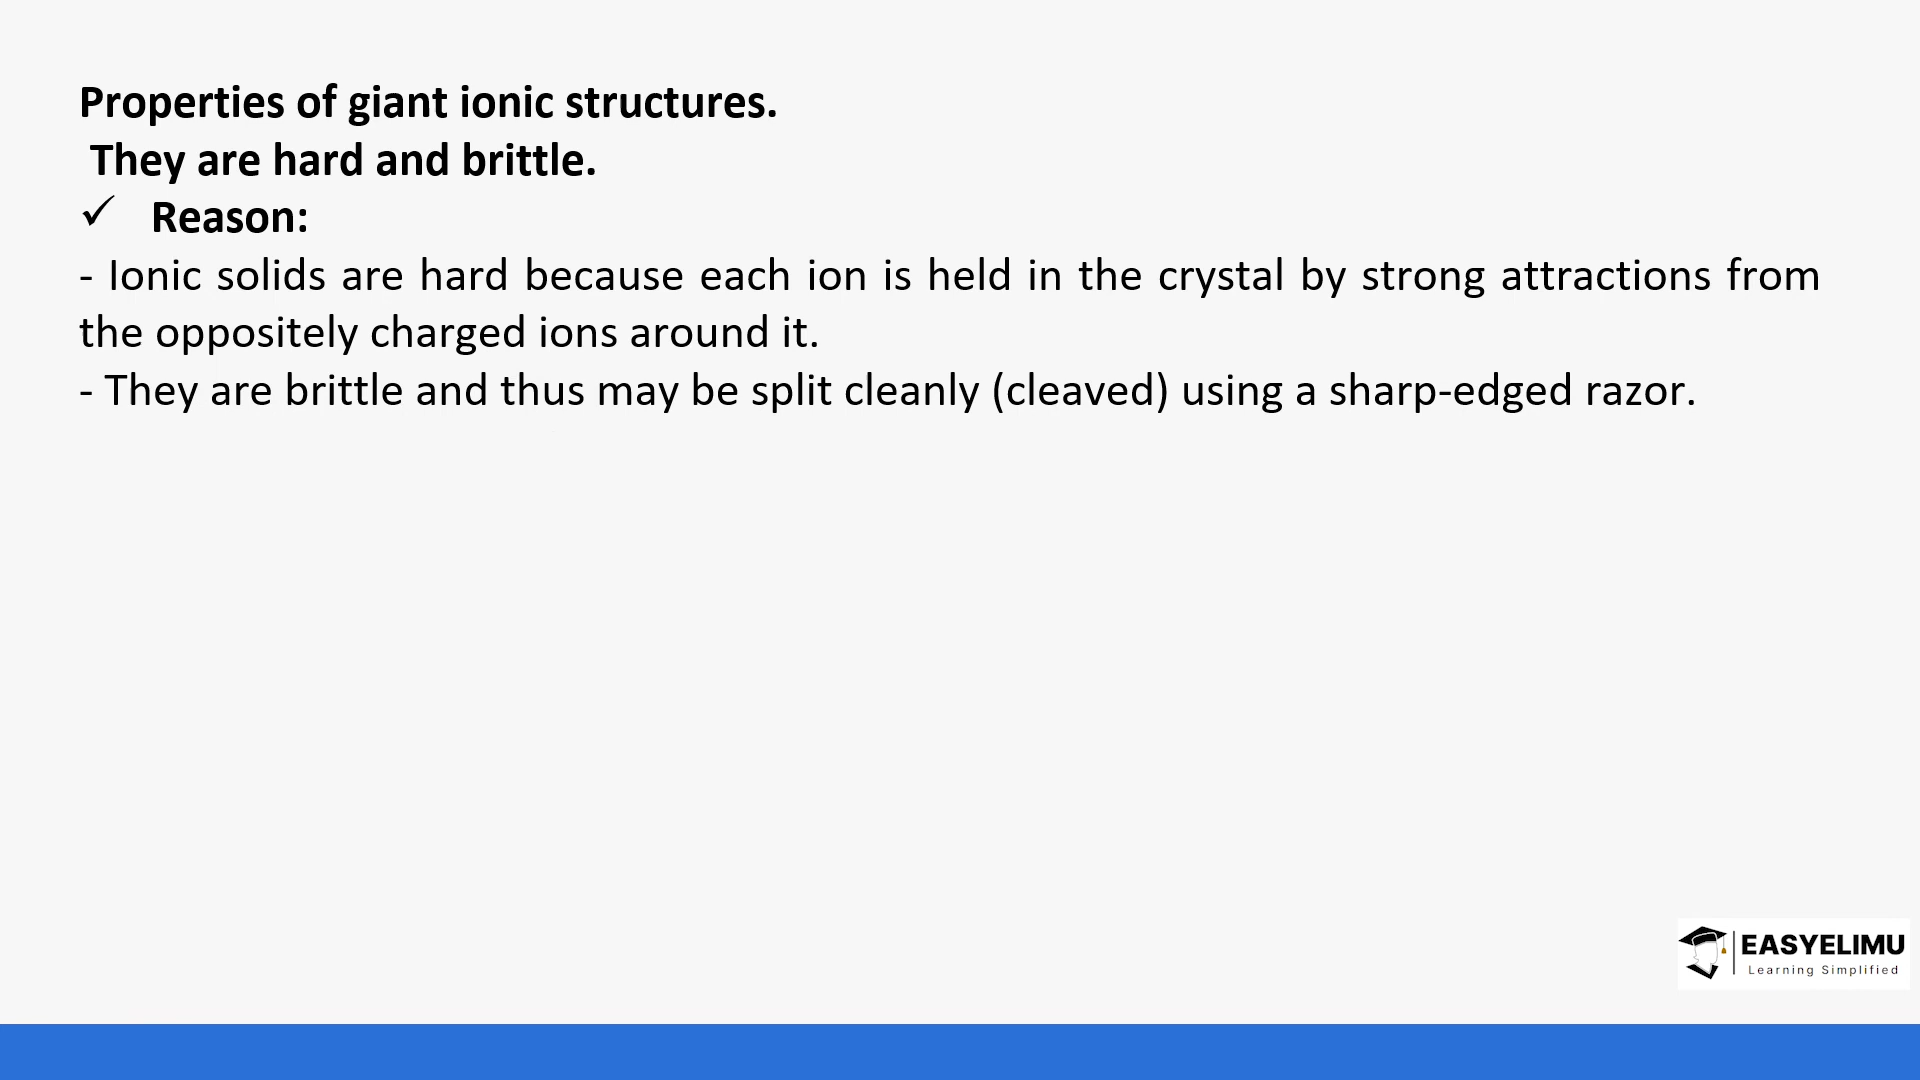 Properties of giant ionic structures.
They are hard and brittle.
✓ Reason:
- Ionic solids are hard because each ion is held in the crystal by strong attractions from
the oppositely charged ions around it.
- They are brittle and thus may be split cleanly (cleaved) using a sharp-edged razor.
EASYELIMU
Learning Simplified